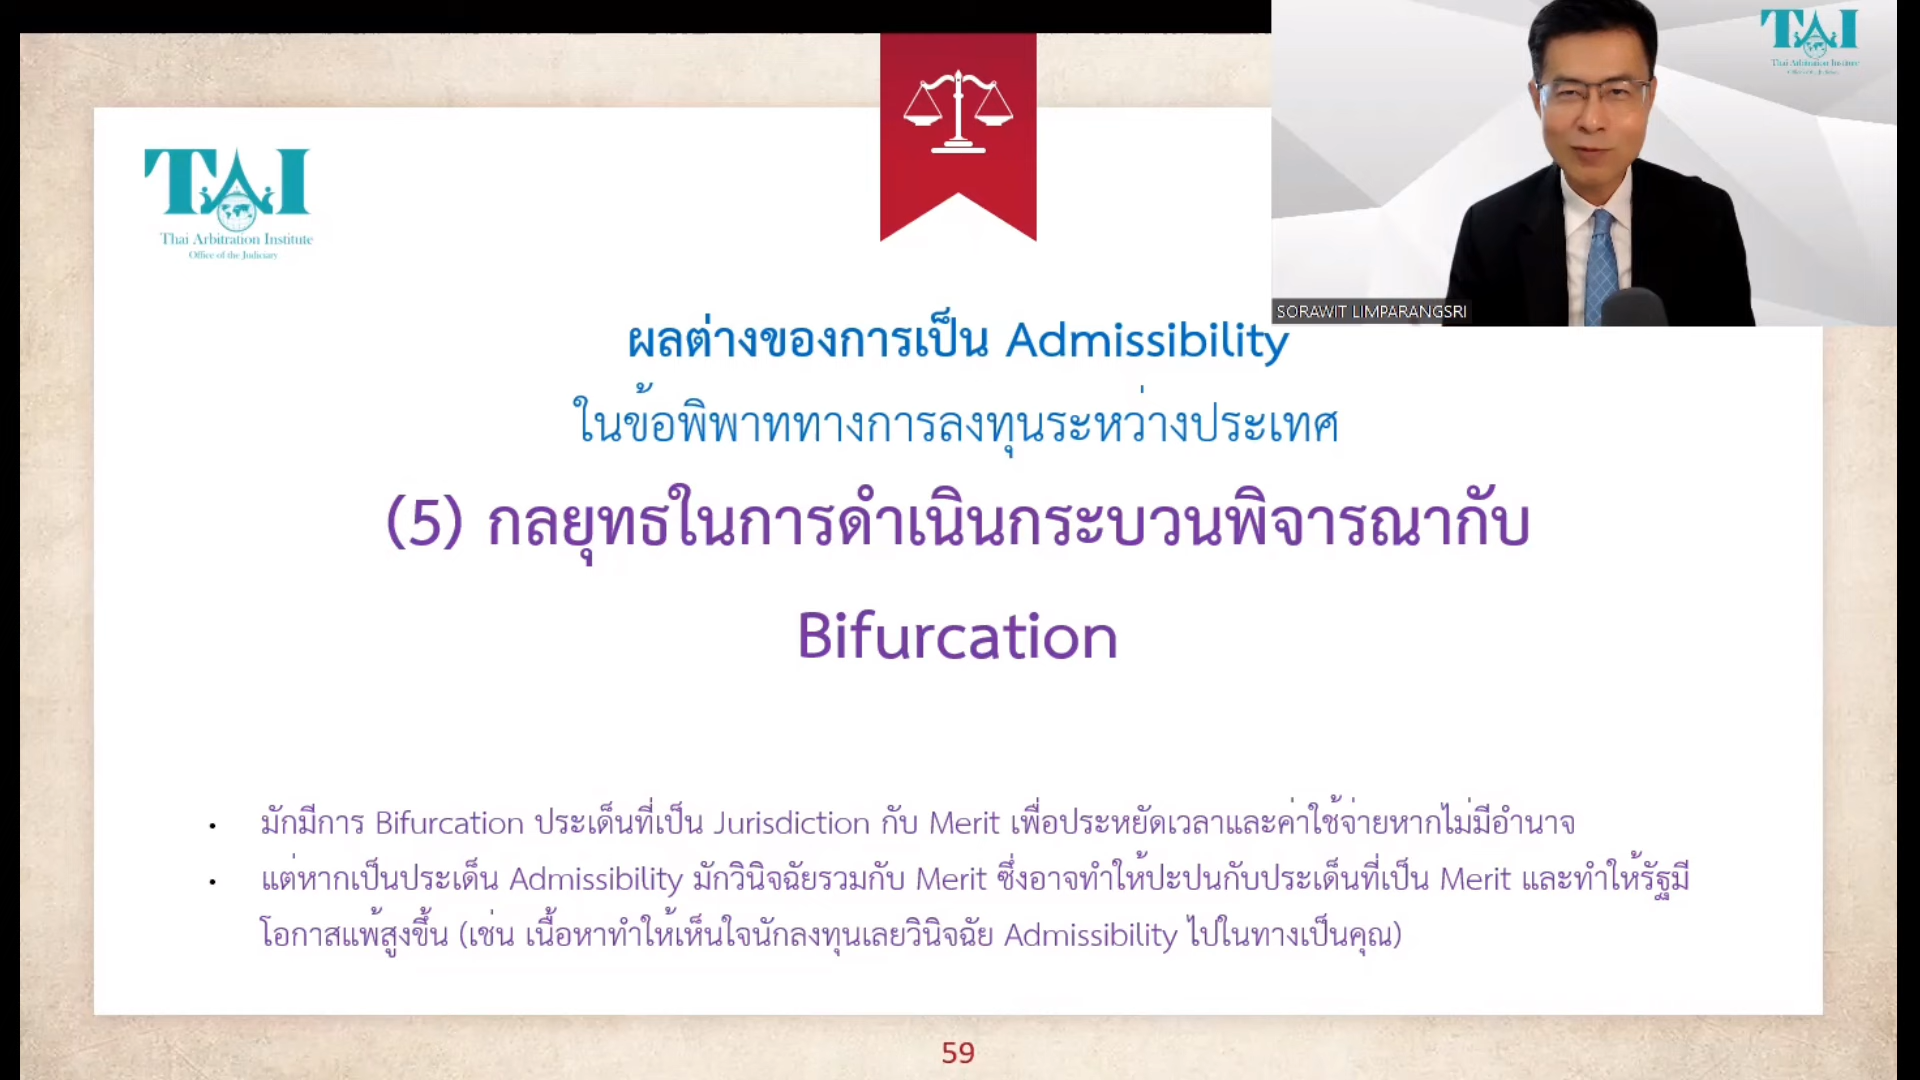 TAI
Thai Arbitration Institute
Office of the Judiciary
TAI
Thai Arbitration Institute
Office of the Judiciary
SORAWIT LIMPARANGSRI
ผลต่างของการเป็น Admissibility
ในข้อพิพาททางการลงทุนระหว่างประเทศ
(5) กลยุทธในการดำเนินกระบวนพิจารณากับ
Bifurcation
• มักมีการ Bifurcation ประเด็นที่เป็น Jurisdiction กับ Merit เพื่อประหยัดเวลาและค่าใช้จ่ายหากไม่มีอำนาจ
• แต่หากเป็นประเด็น Admissibility มักวินิจฉัยรวมกับ Merit ซึ่งอาจทำให้ปะปนกับประเด็นที่เป็น Merit และทำให้รัฐมี
โอกาสแพ้สูงขึ้น (เช่น เนื้อหาทำให้เห็นใจนักลงทุนเลยวินิจฉัย Admissibility ไปในทางเป็นคุณ)
59